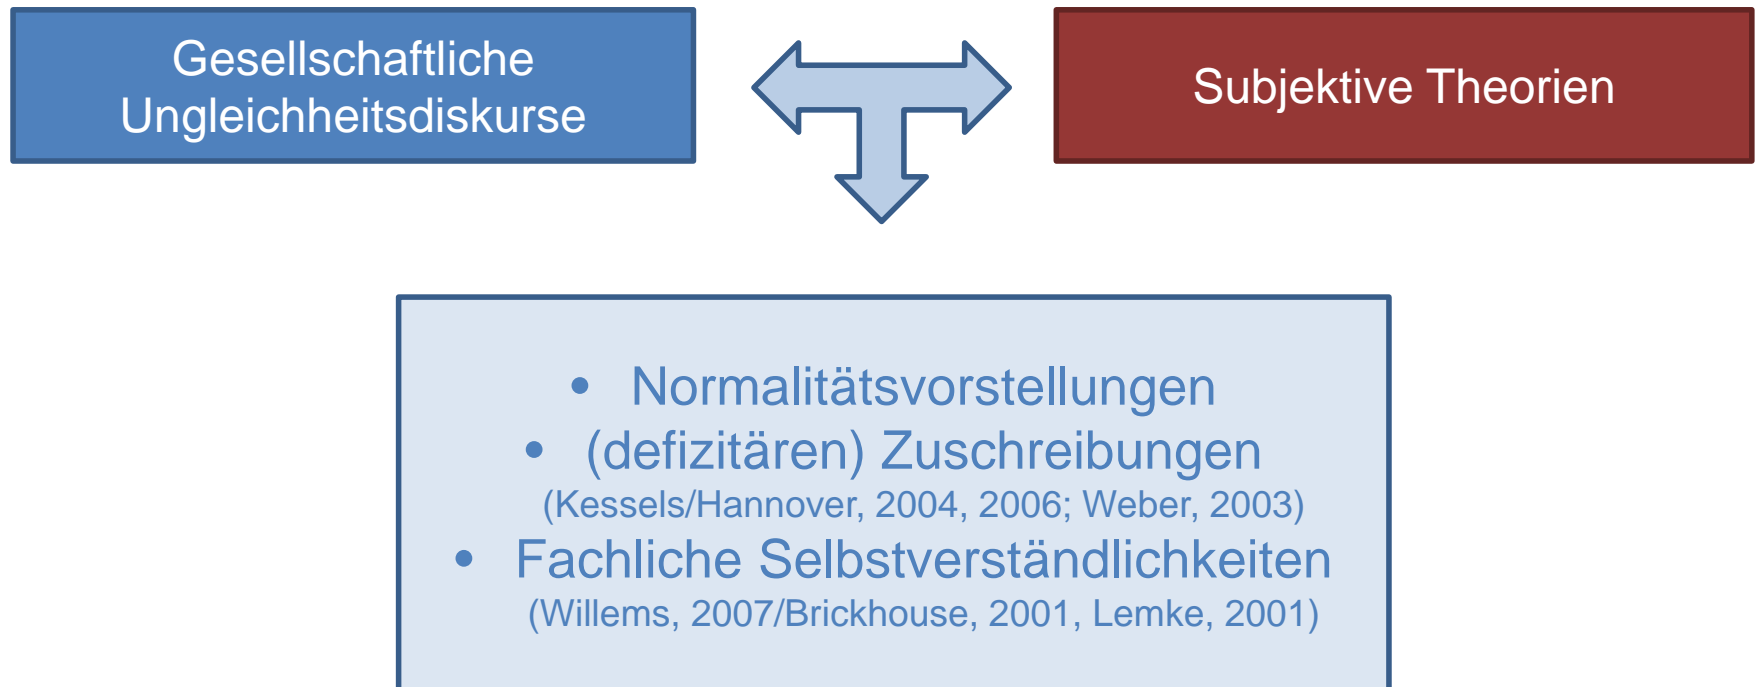 Gesellschaftliche
Ungleichheitsdiskurse
Subjektive Theorien
• Normalitätsvorstellungen
• (defizitären) Zuschreibungen
(Kessels/Hannover, 2004, 2006; Weber, 2003)
• Fachliche Selbstverständlichkeiten
(Willems, 2007/Brickhouse, 2001, Lemke, 2001)